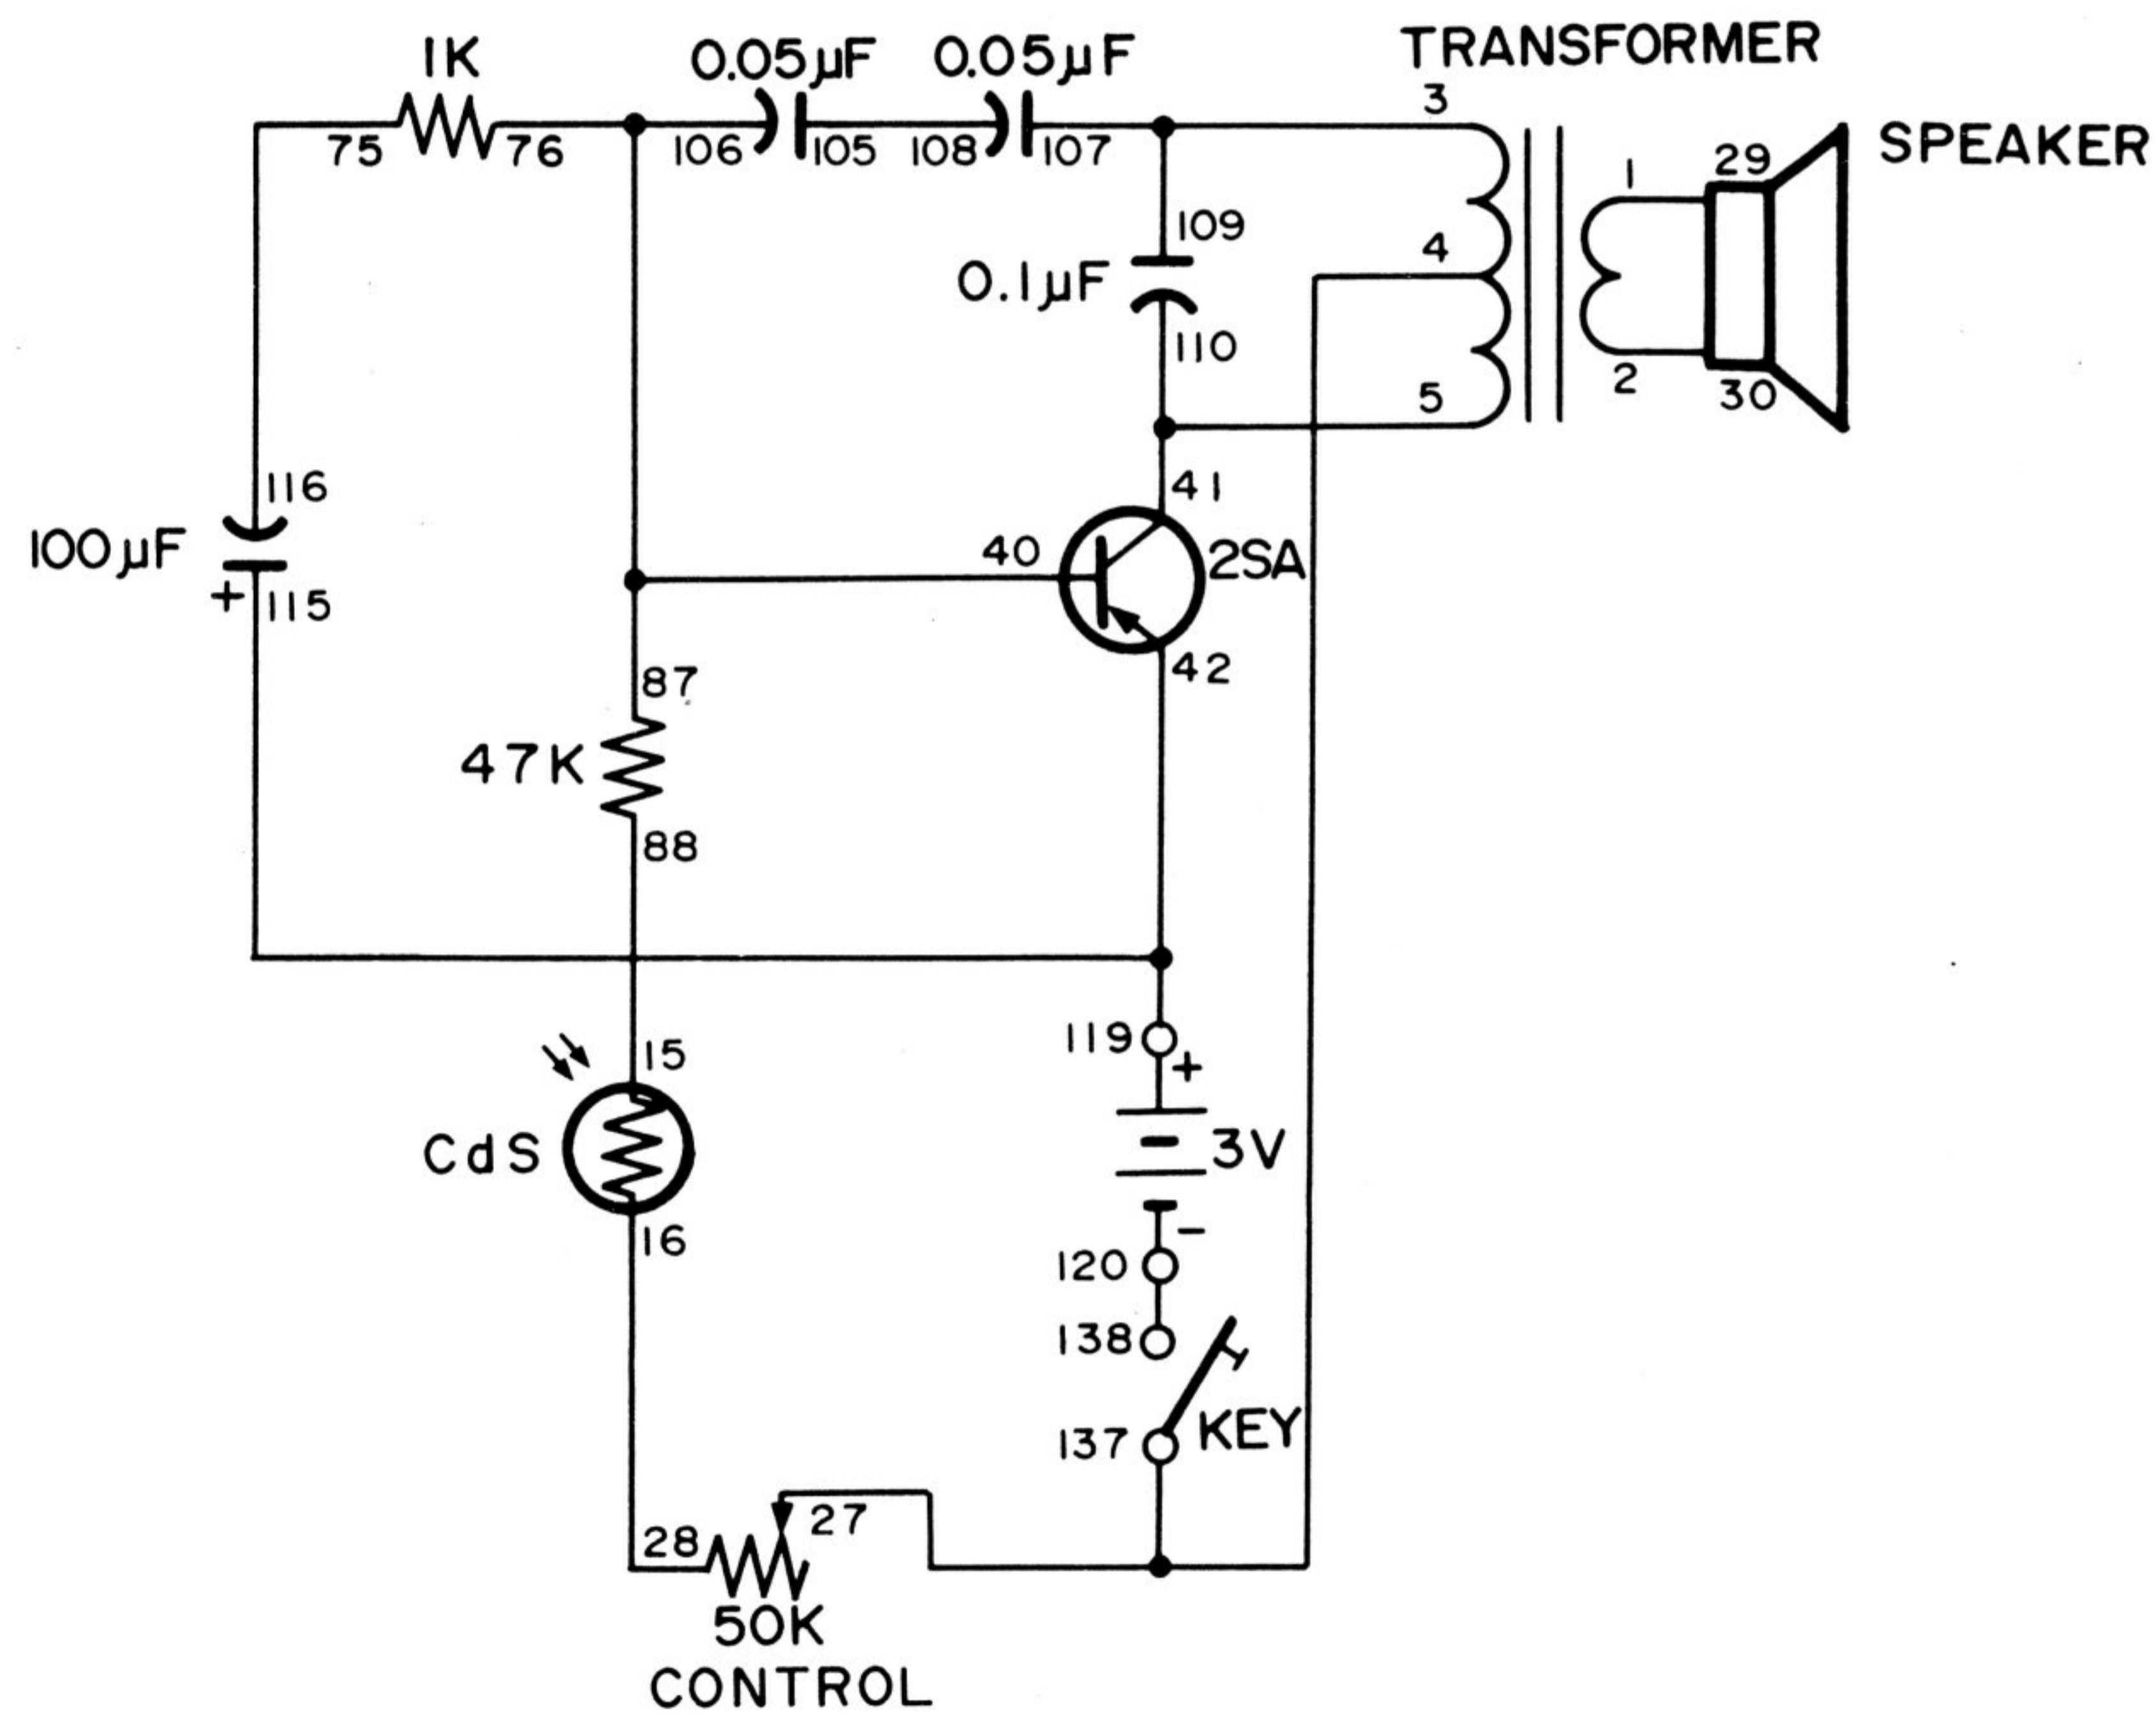 TRANSFORMER
1K
0.05µF
0.05µF
3
SPEAKER
75
76
106
105
108
107
1
29
109
4
0.1µF
110
5
2
30
116
41
100µF
40
2SA
+
115
42
87
47K
88
119
15
+
CdS
3V
16
-
120
138
137
KEY
27
28
50K
CONTROL